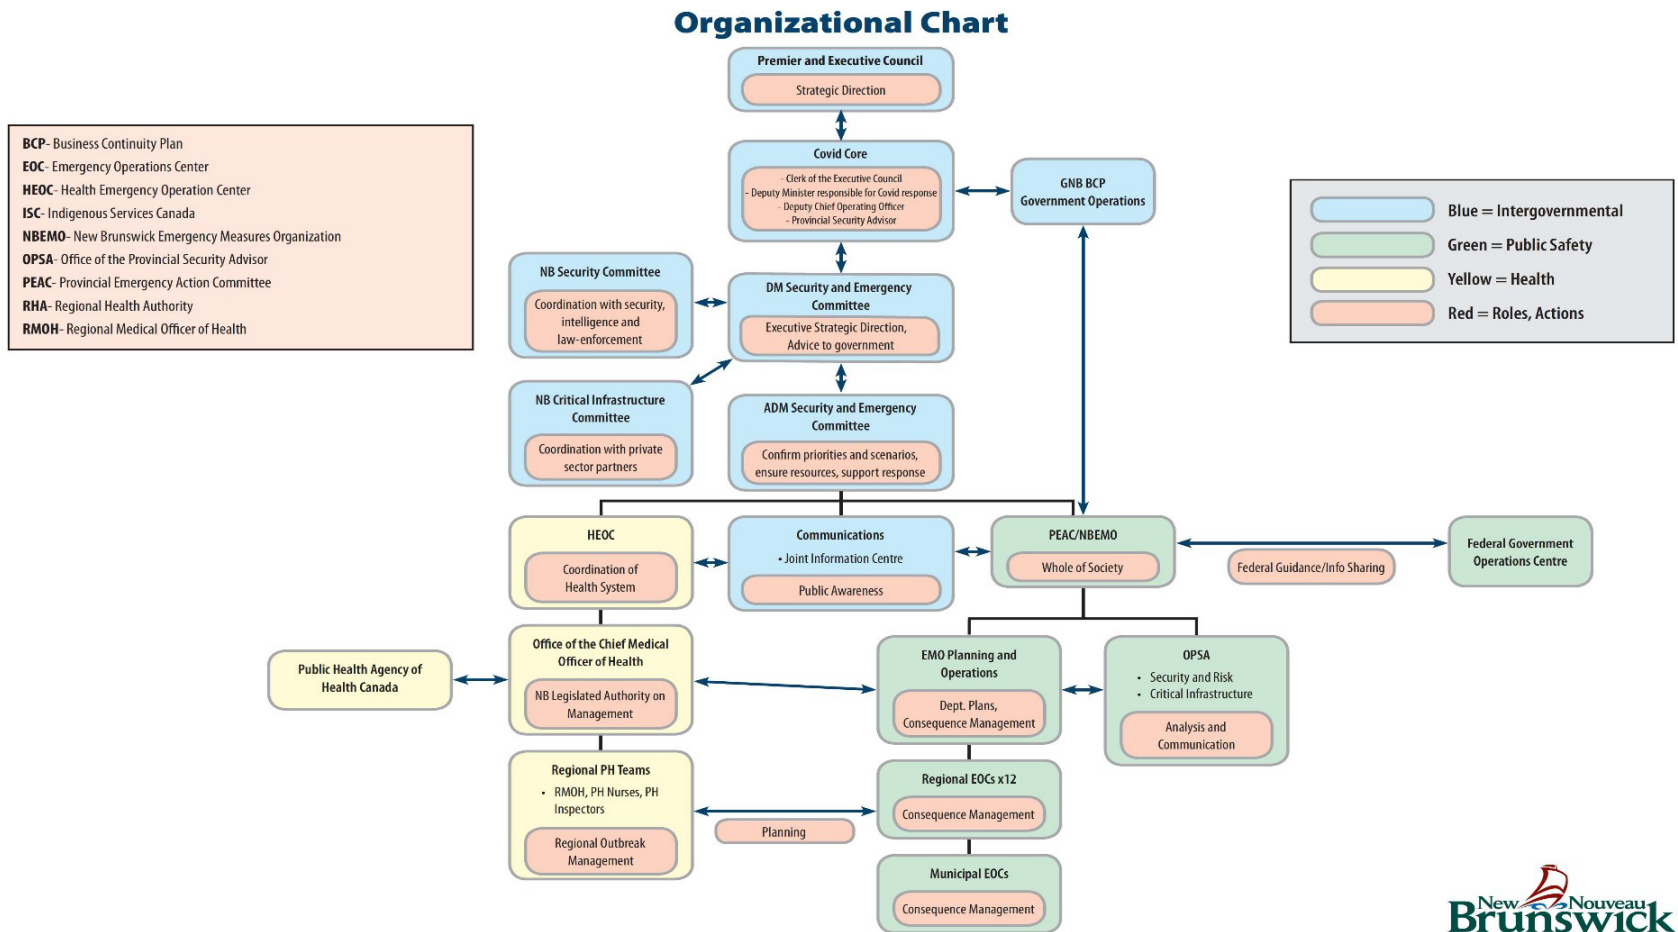 Organizational Chart
Premier and Executive Council
Strategic Direction
BCP- Business Continuity Plan
EOC- Emergency Operations Center
HEOC- Health Emergency Operation Center
ISC- Indigenous Services Canada
NBEMO- New Brunswick Emergency Measures Organization
OPSA- Office of the Provincial Security Advisor
PEAC- Provincial Emergency Action Committee
RHA- Regional Health Authority
RMOH- Regional Medical Officer of Health
Covid Core
- Clerk of the Executive Council
- Deputy Minister responsible for Covid response
- Deputy Chief Operating Officer
- Provincial Security Advisor
GNB BCP
Government Operations
Blue = Intergovernmental
Green = Public Safety
Yellow = Health
Red = Roles, Actions
NB Security Committee
Coordination with security,
intelligence and
law-enforcement
DM Security and Emergency
Committee
Executive Strategic Direction,
Advice to government
NB Critical Infrastructure
Committee
Coordination with private
sector partners
ADM Security and Emergency
Committee
Confirm priorities and scenarios,
ensure resources, support response
HEOC
Coordination of
Health System
Communications
• Joint Information Centre
Public Awareness
PEAC/NBEMO
Whole of Society
Federal Guidance/Info Sharing
Federal Government
Operations Centre
Public Health Agency of
Health Canada
Office of the Chief Medical
Officer of Health
NB Legislated Authority on
Management
EMO Planning and
Operations
Dept. Plans,
Consequence Management
OPSA
• Security and Risk
• Critical Infrastructure
Analysis and
Communication
Regional PH Teams
• RMOH, PH Nurses, PH
Inspectors
Regional Outbreak
Management
Planning
Regional EOCs x12
Consequence Management
Municipal EOCs
Consequence Management
New Nouveau
Brunswick